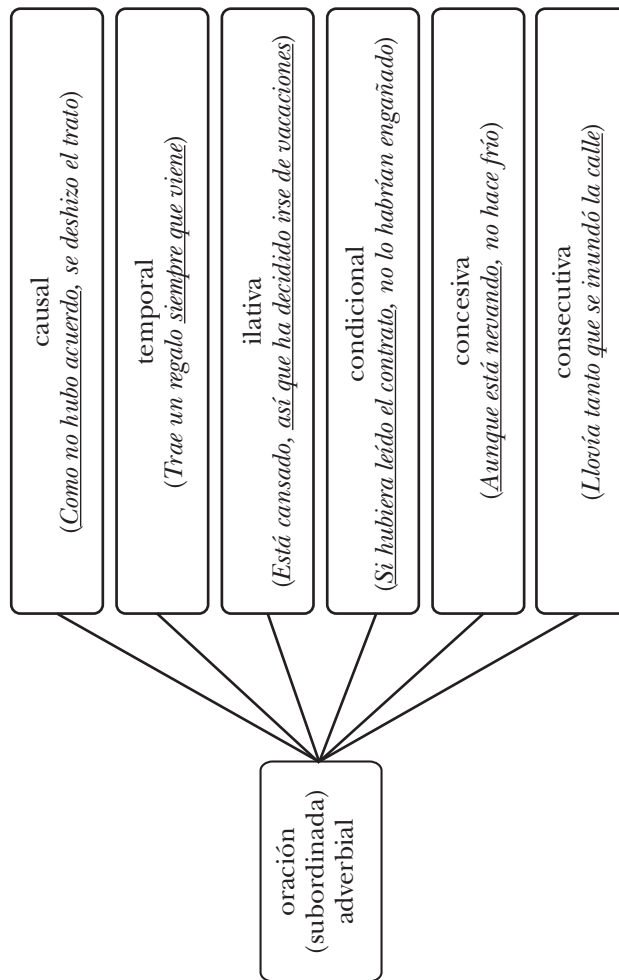 oración
(subordinada)
adverbial
causal
(Como no hubo acuerdo, se deshizo el trato)
temporal
(Trae un regalo siempre que viene)
ilativa
(Está cansado, así que ha decidido irse de vacaciones)
condicional
(Si hubiera leído el contrato, no lo habrían engañado)
concesiva
(Aunque está nevando, no hace frío)
consecutiva
(Llovía tanto que se inundó la calle)